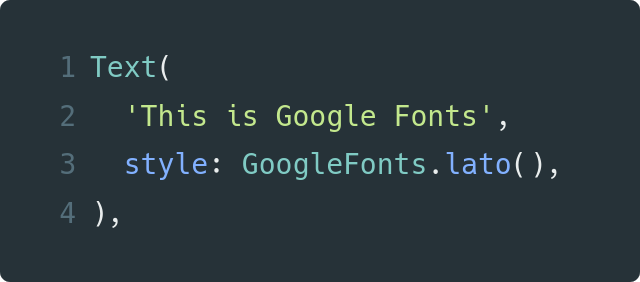 1 Text(
2   'This is Google Fonts',
3   style: GoogleFonts.lato(),
4 ),